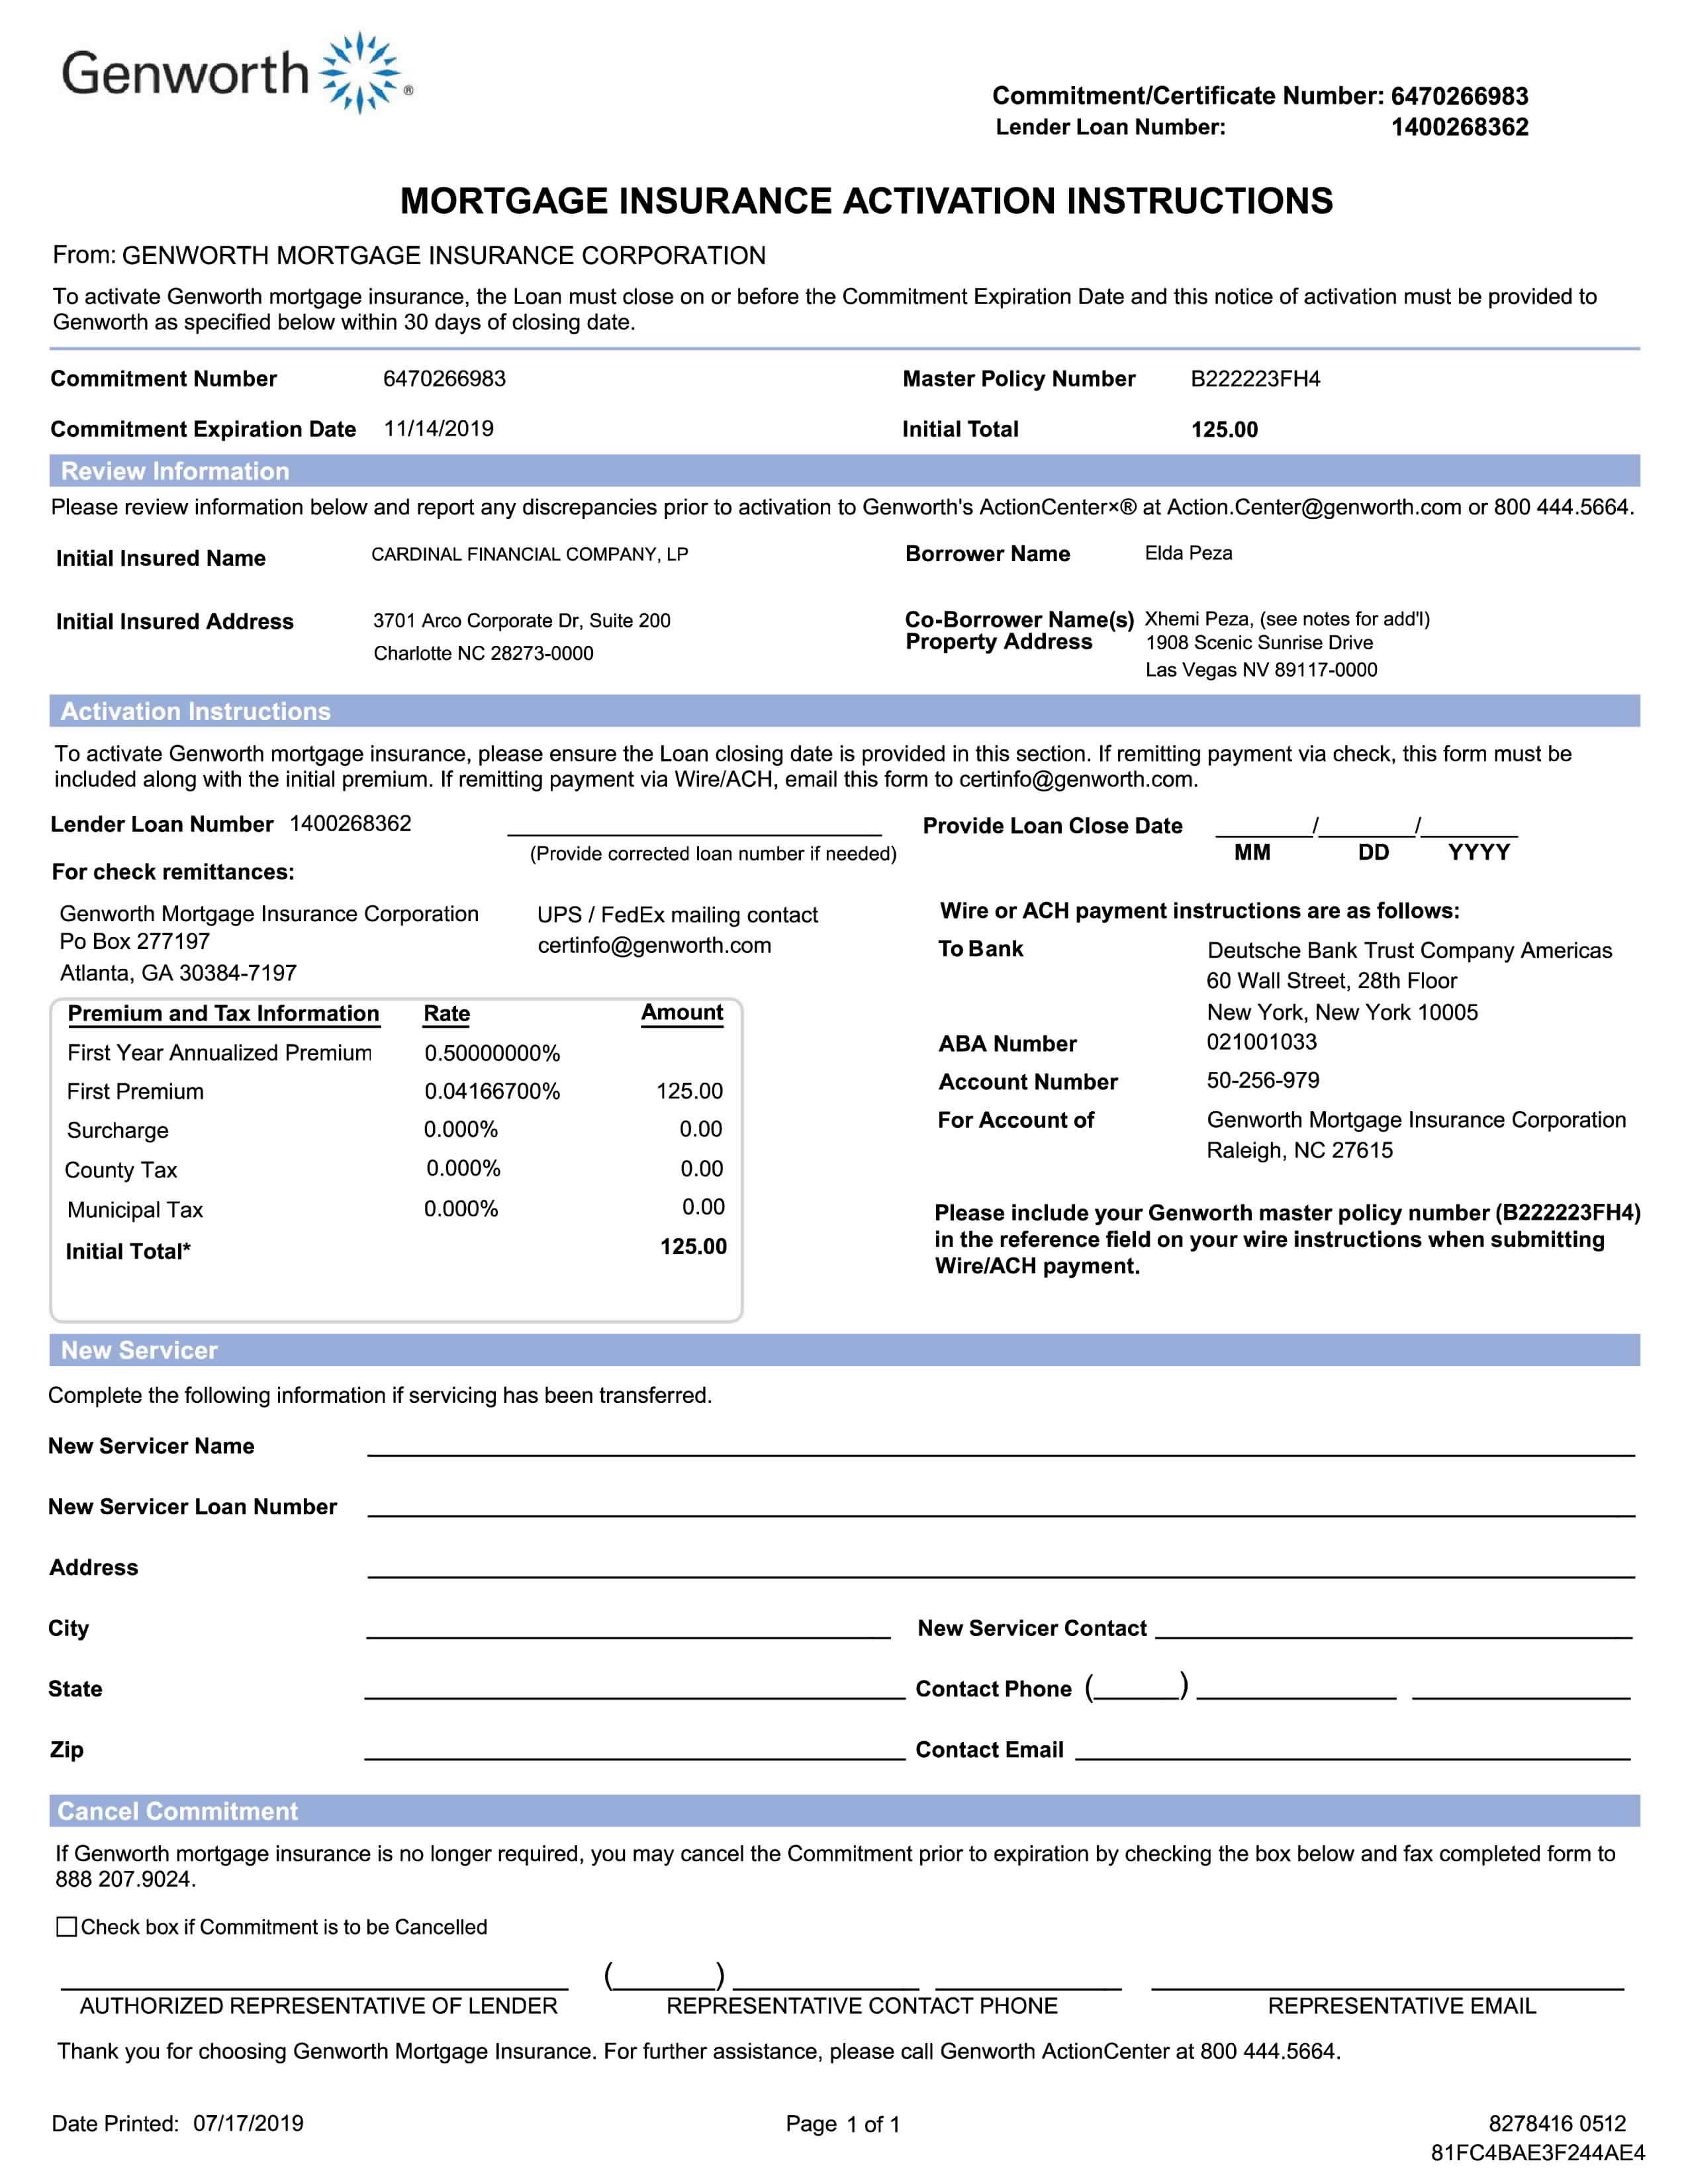 Genworth ®
Commitment/Certificate Number: 6470266983
Lender Loan Number: 1400268362
MORTGAGE INSURANCE ACTIVATION INSTRUCTIONS
From: GENWORTH MORTGAGE INSURANCE CORPORATION
To activate Genworth mortgage insurance, the Loan must close on or before the Commitment Expiration Date and this notice of activation must be provided to
Genworth as specified below within 30 days of closing date.
Commitment Number 6470266983 Master Policy Number B222223FH4
Commitment Expiration Date 11/14/2019 Initial Total 125.00
Review Information
Please review information below and report any discrepancies prior to activation to Genworth's ActionCenter×® at Action.Center@genworth.com or 800 444.5664.
Initial Insured Name CARDINAL FINANCIAL COMPANY, LP Borrower Name Elda Peza
Initial Insured Address 3701 Arco Corporate Dr, Suite 200 Co-Borrower Name(s) Xhemi Peza, (see notes for add'l)
Property Address 1908 Scenic Sunrise Drive
Charlotte NC 28273-0000
Las Vegas NV 89117-0000
Activation Instructions
To activate Genworth mortgage insurance, please ensure the Loan closing date is provided in this section. If remitting payment via check, this form must be
included along with the initial premium. If remitting payment via Wire/ACH, email this form to certinfo@genworth.com.
Lender Loan Number 1400268362 Provide Loan Close Date / /
(Provide corrected loan number if needed) MM DD YYYY
For check remittances:
Genworth Mortgage Insurance Corporation
Po Box 277197
Atlanta, GA 30384-7197
UPS / FedEx mailing contact
certinfo@genworth.com
Wire or ACH payment instructions are as follows:
To Bank Deutsche Bank Trust Company Americas
60 Wall Street, 28th Floor
New York, New York 10005
ABA Number 021001033
Account Number 50-256-979
For Account of Genworth Mortgage Insurance Corporation
Raleigh, NC 27615
Please include your Genworth master policy number (B222223FH4)
in the reference field on your wire instructions when submitting
Wire/ACH payment.
Premium and Tax Information Rate Amount
First Year Annualized Premium 0.50000000%
First Premium 0.04166700% 125.00
Surcharge 0.000% 0.00
County Tax 0.000% 0.00
Municipal Tax 0.000% 0.00
Initial Total* 125.00
New Servicer
Complete the following information if servicing has been transferred.
New Servicer Name
New Servicer Loan Number
Address
City New Servicer Contact
State Contact Phone ( )
Zip Contact Email
Cancel Commitment
If Genworth mortgage insurance is no longer required, you may cancel the Commitment prior to expiration by checking the box below and fax completed form to
888 207.9024.
Check box if Commitment is to be Cancelled
( )
AUTHORIZED REPRESENTATIVE OF LENDER REPRESENTATIVE CONTACT PHONE REPRESENTATIVE EMAIL
Thank you for choosing Genworth Mortgage Insurance. For further assistance, please call Genworth ActionCenter at 800 444.5664.
Date Printed: 07/17/2019 Page 1 of 1 8278416 0512
81FC4BAE3F244AE4